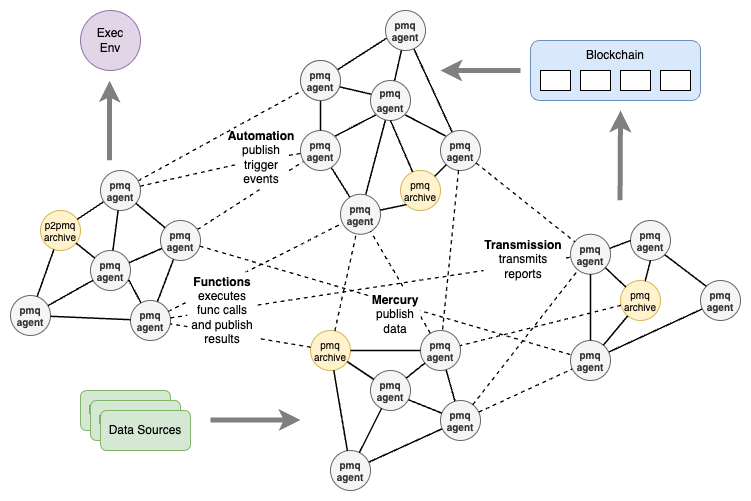 Exec
Env
pmq
agent
Blockchain
pmq
agent
pmq
agent
Automation
publish
trigger
events
pmq
agent
pmq
agent
pmq
agent
pmq
archive
pmq
agent
p2pmq
archive
pmq
agent
pmq
agent
pmq
agent
pmq
agent
pmq
agent
Functions
executes
func calls
and publish
results
Transmission
transmits
reports
pmq
agent
pmq
agent
pmq
archive
pmq
agent
pmq
agent
Mercury
publish
data
pmq
archive
pmq
agent
pmq
agent
pmq
agent
pmq
agent
Data Sources